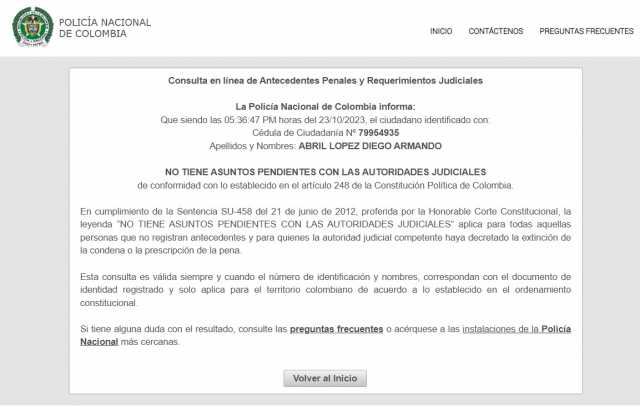 POLICÍA NACIONAL
DE COLOMBIA
INICIO CONTÁCTENOS PREGUNTAS FRECUENTES
Consulta en línea de Antecedentes Penales y Requerimientos Judiciales
La Policía Nacional de Colombia informa:
Que siendo las 05:36:47 PM horas del 23/10/2023, el ciudadano identificado con:
Cédula de Ciudadanía Nº 79954935
Apellidos y Nombres: ABRIL LOPEZ DIEGO ARMANDO
NO TIENE ASUNTOS PENDIENTES CON LAS AUTORIDADES JUDICIALES
de conformidad con lo establecido en el artículo 248 de la Constitución Política de Colombia.
En cumplimiento de la Sentencia SU-458 del 21 de junio de 2012, proferida por la Honorable Corte Constitucional, la
leyenda "NO TIENE ASUNTOS PENDIENTES CON LAS AUTORIDADES JUDICIALES" aplica para todas aquellas
personas que no registran antecedentes y para quienes la autoridad judicial competente haya decretado la extinción de
la condena o la prescripción de la pena.
Esta consulta es válida siempre y cuando el número de identificación y nombres, correspondan con el documento de
identidad registrado y solo aplica para el territorio colombiano de acuerdo a lo establecido en el ordenamiento
constitucional.
Si tiene alguna duda con el resultado, consulte las preguntas frecuentes o acérquese a las instalaciones de la Policía
Nacional más cercanas.
Volver al Inicio